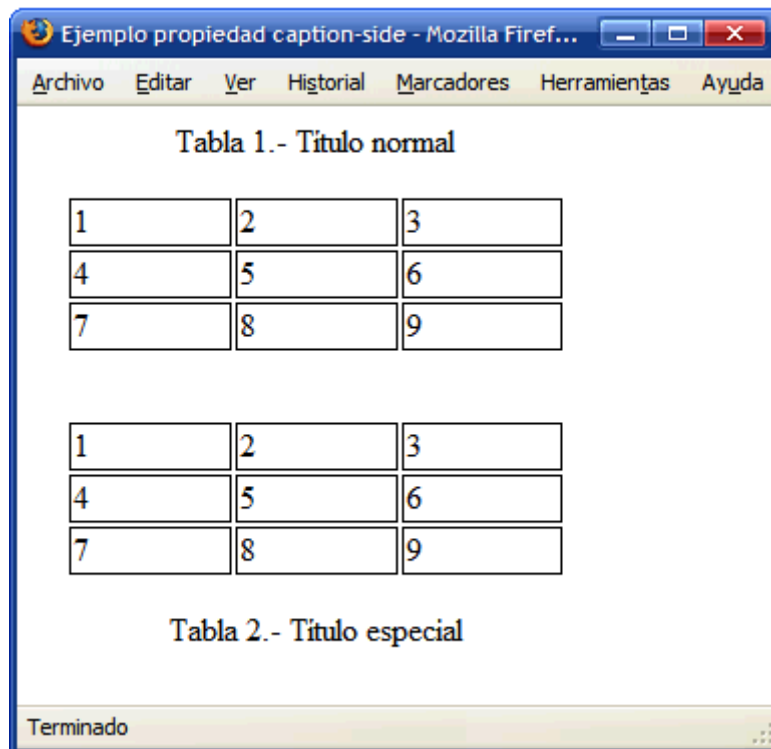 Ejemplo propiedad caption-side - Mozilla Firef...
Archivo Editar Ver Historial Marcadores Herramientas Ayuda
Tabla 1.- Título normal
1 2 3
4 5 6
7 8 9
1 2 3
4 5 6
7 8 9
Tabla 2.- Título especial
Terminado